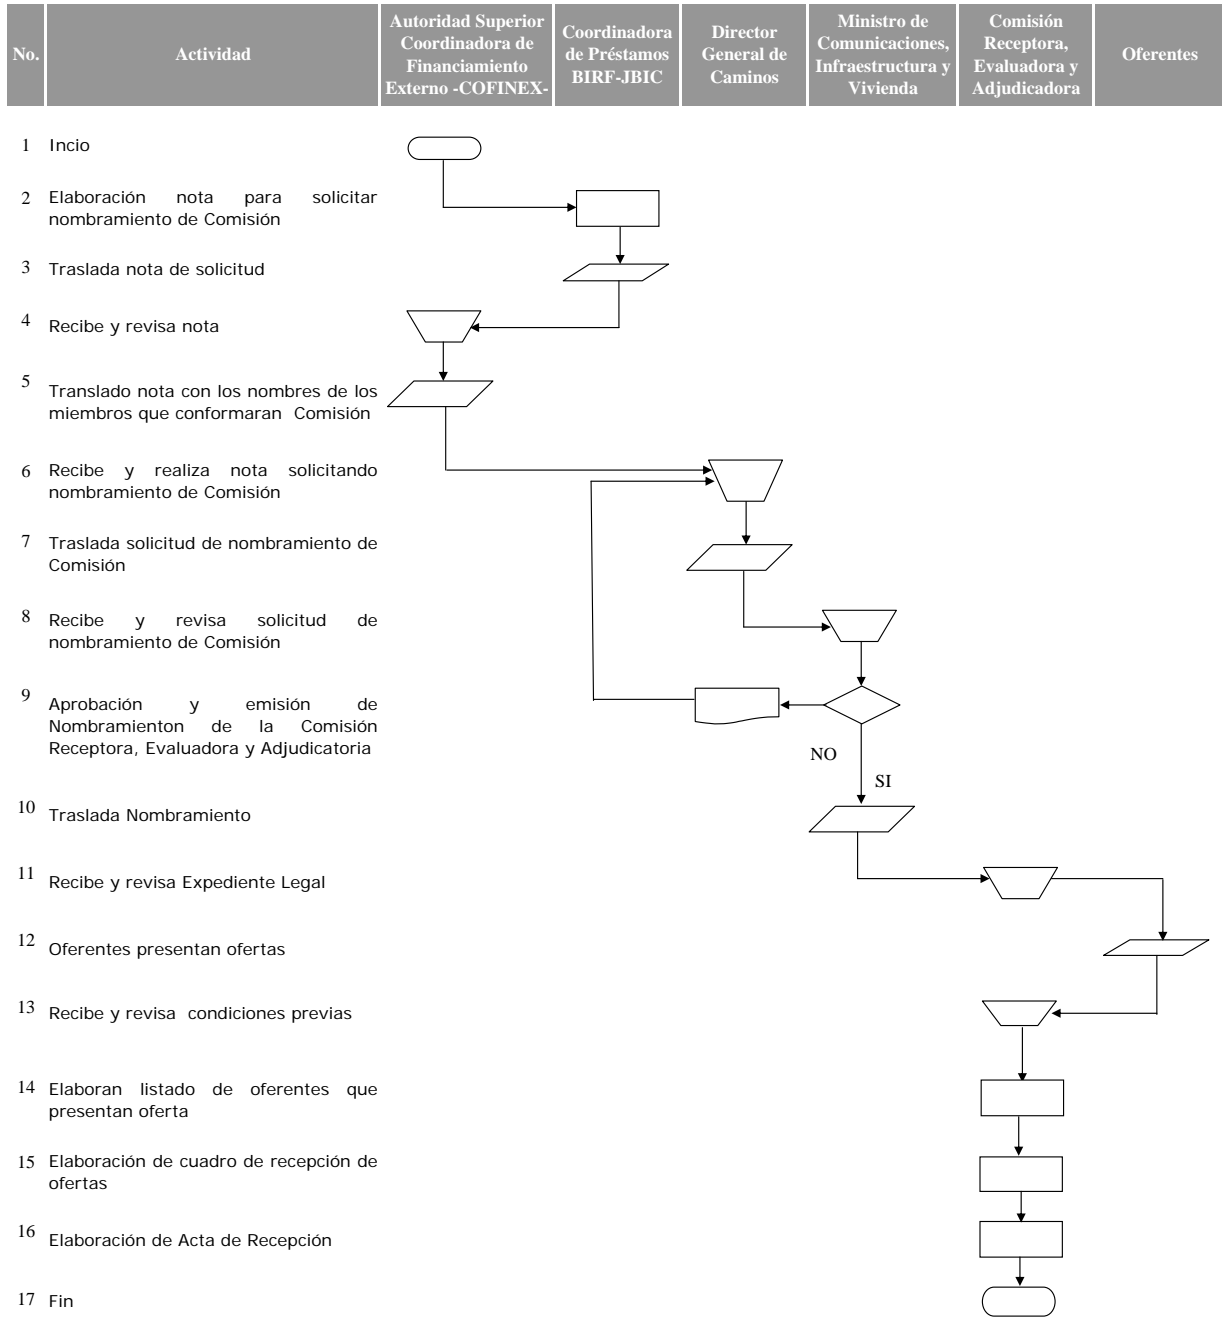 No.
Actividad
Autoridad Superior
Coordinadora de
Financiamiento
Externo -COFINEX-
Coordinadora
de Préstamos
BIRF-JBIC
Director
General de
Caminos
Ministro de
Comunicaciones,
Infraestructura y
Vivienda
Comisión
Receptora,
Evaluadora y
Adjudicadora
Oferentes
1 Incio
2 Elaboración nota para solicitar
nombramiento de Comisión
3 Traslada nota de solicitud
4 Recibe y revisa nota
5 Translado nota con los nombres de los
miembros que conformaran Comisión
6 Recibe y realiza nota solicitando
nombramiento de Comisión
7 Traslada solicitud de nombramiento de
Comisión
8 Recibe y revisa solicitud de
nombramiento de Comisión
9 Aprobación y emisión de
Nombramienton de la Comisión
Receptora, Evaluadora y Adjudicatoria
NO
SI
10 Traslada Nombramiento
11 Recibe y revisa Expediente Legal
12 Oferentes presentan ofertas
13 Recibe y revisa condiciones previas
14 Elaboran listado de oferentes que
presentan oferta
15 Elaboración de cuadro de recepción de
ofertas
16 Elaboración de Acta de Recepción
17 Fin